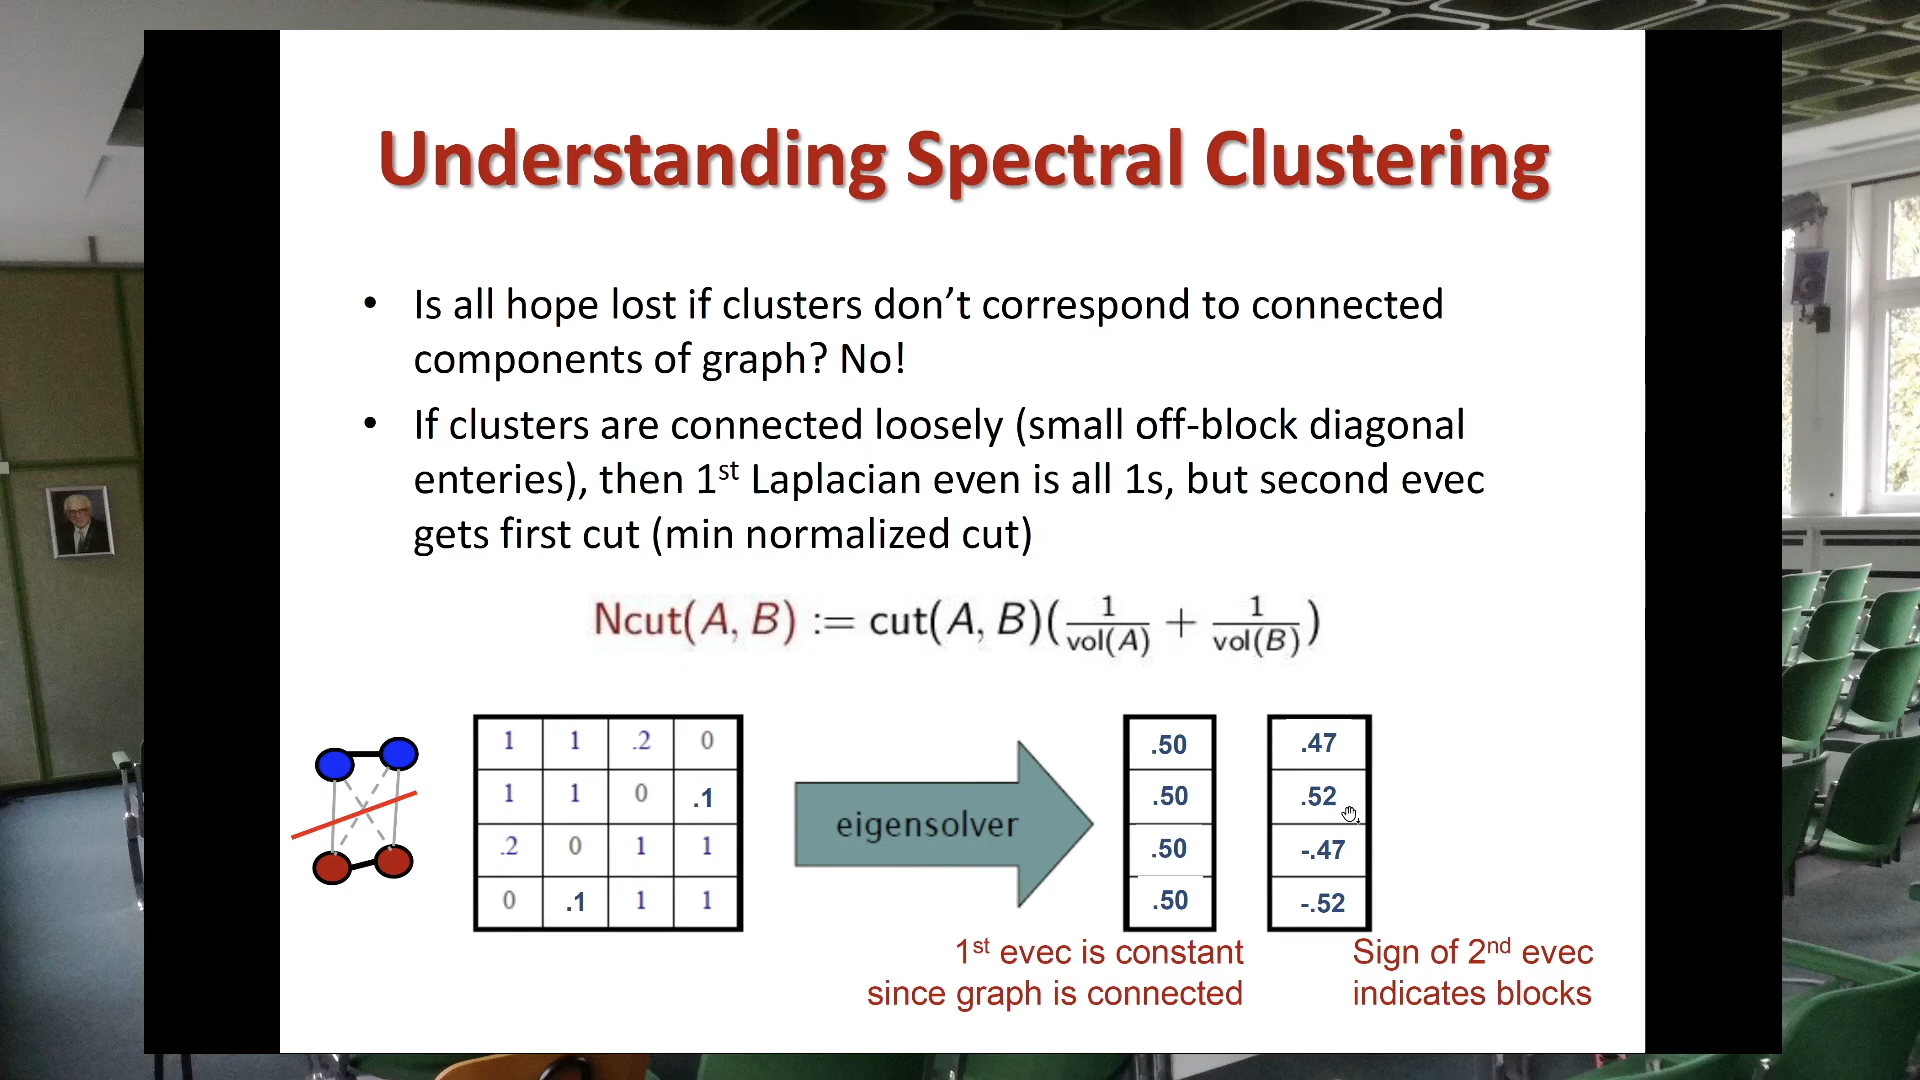 Understanding Spectral Clustering
• Is all hope lost if clusters don’t correspond to connected
components of graph? No!
• If clusters are connected loosely (small off-block diagonal
enteries), then 1st Laplacian even is all 1s, but second evec
gets first cut (min normalized cut)
Ncut(A, B) := cut(A, B)(1/vol(A) + 1/vol(B))
1 1 .2 0
1 1 0 .1
.2 0 1 1
0 .1 1 1
eigensolver
.50
.50
.50
.50
.47
.52
-.47
-.52
1st evec is constant
since graph is connected
Sign of 2nd evec
indicates blocks